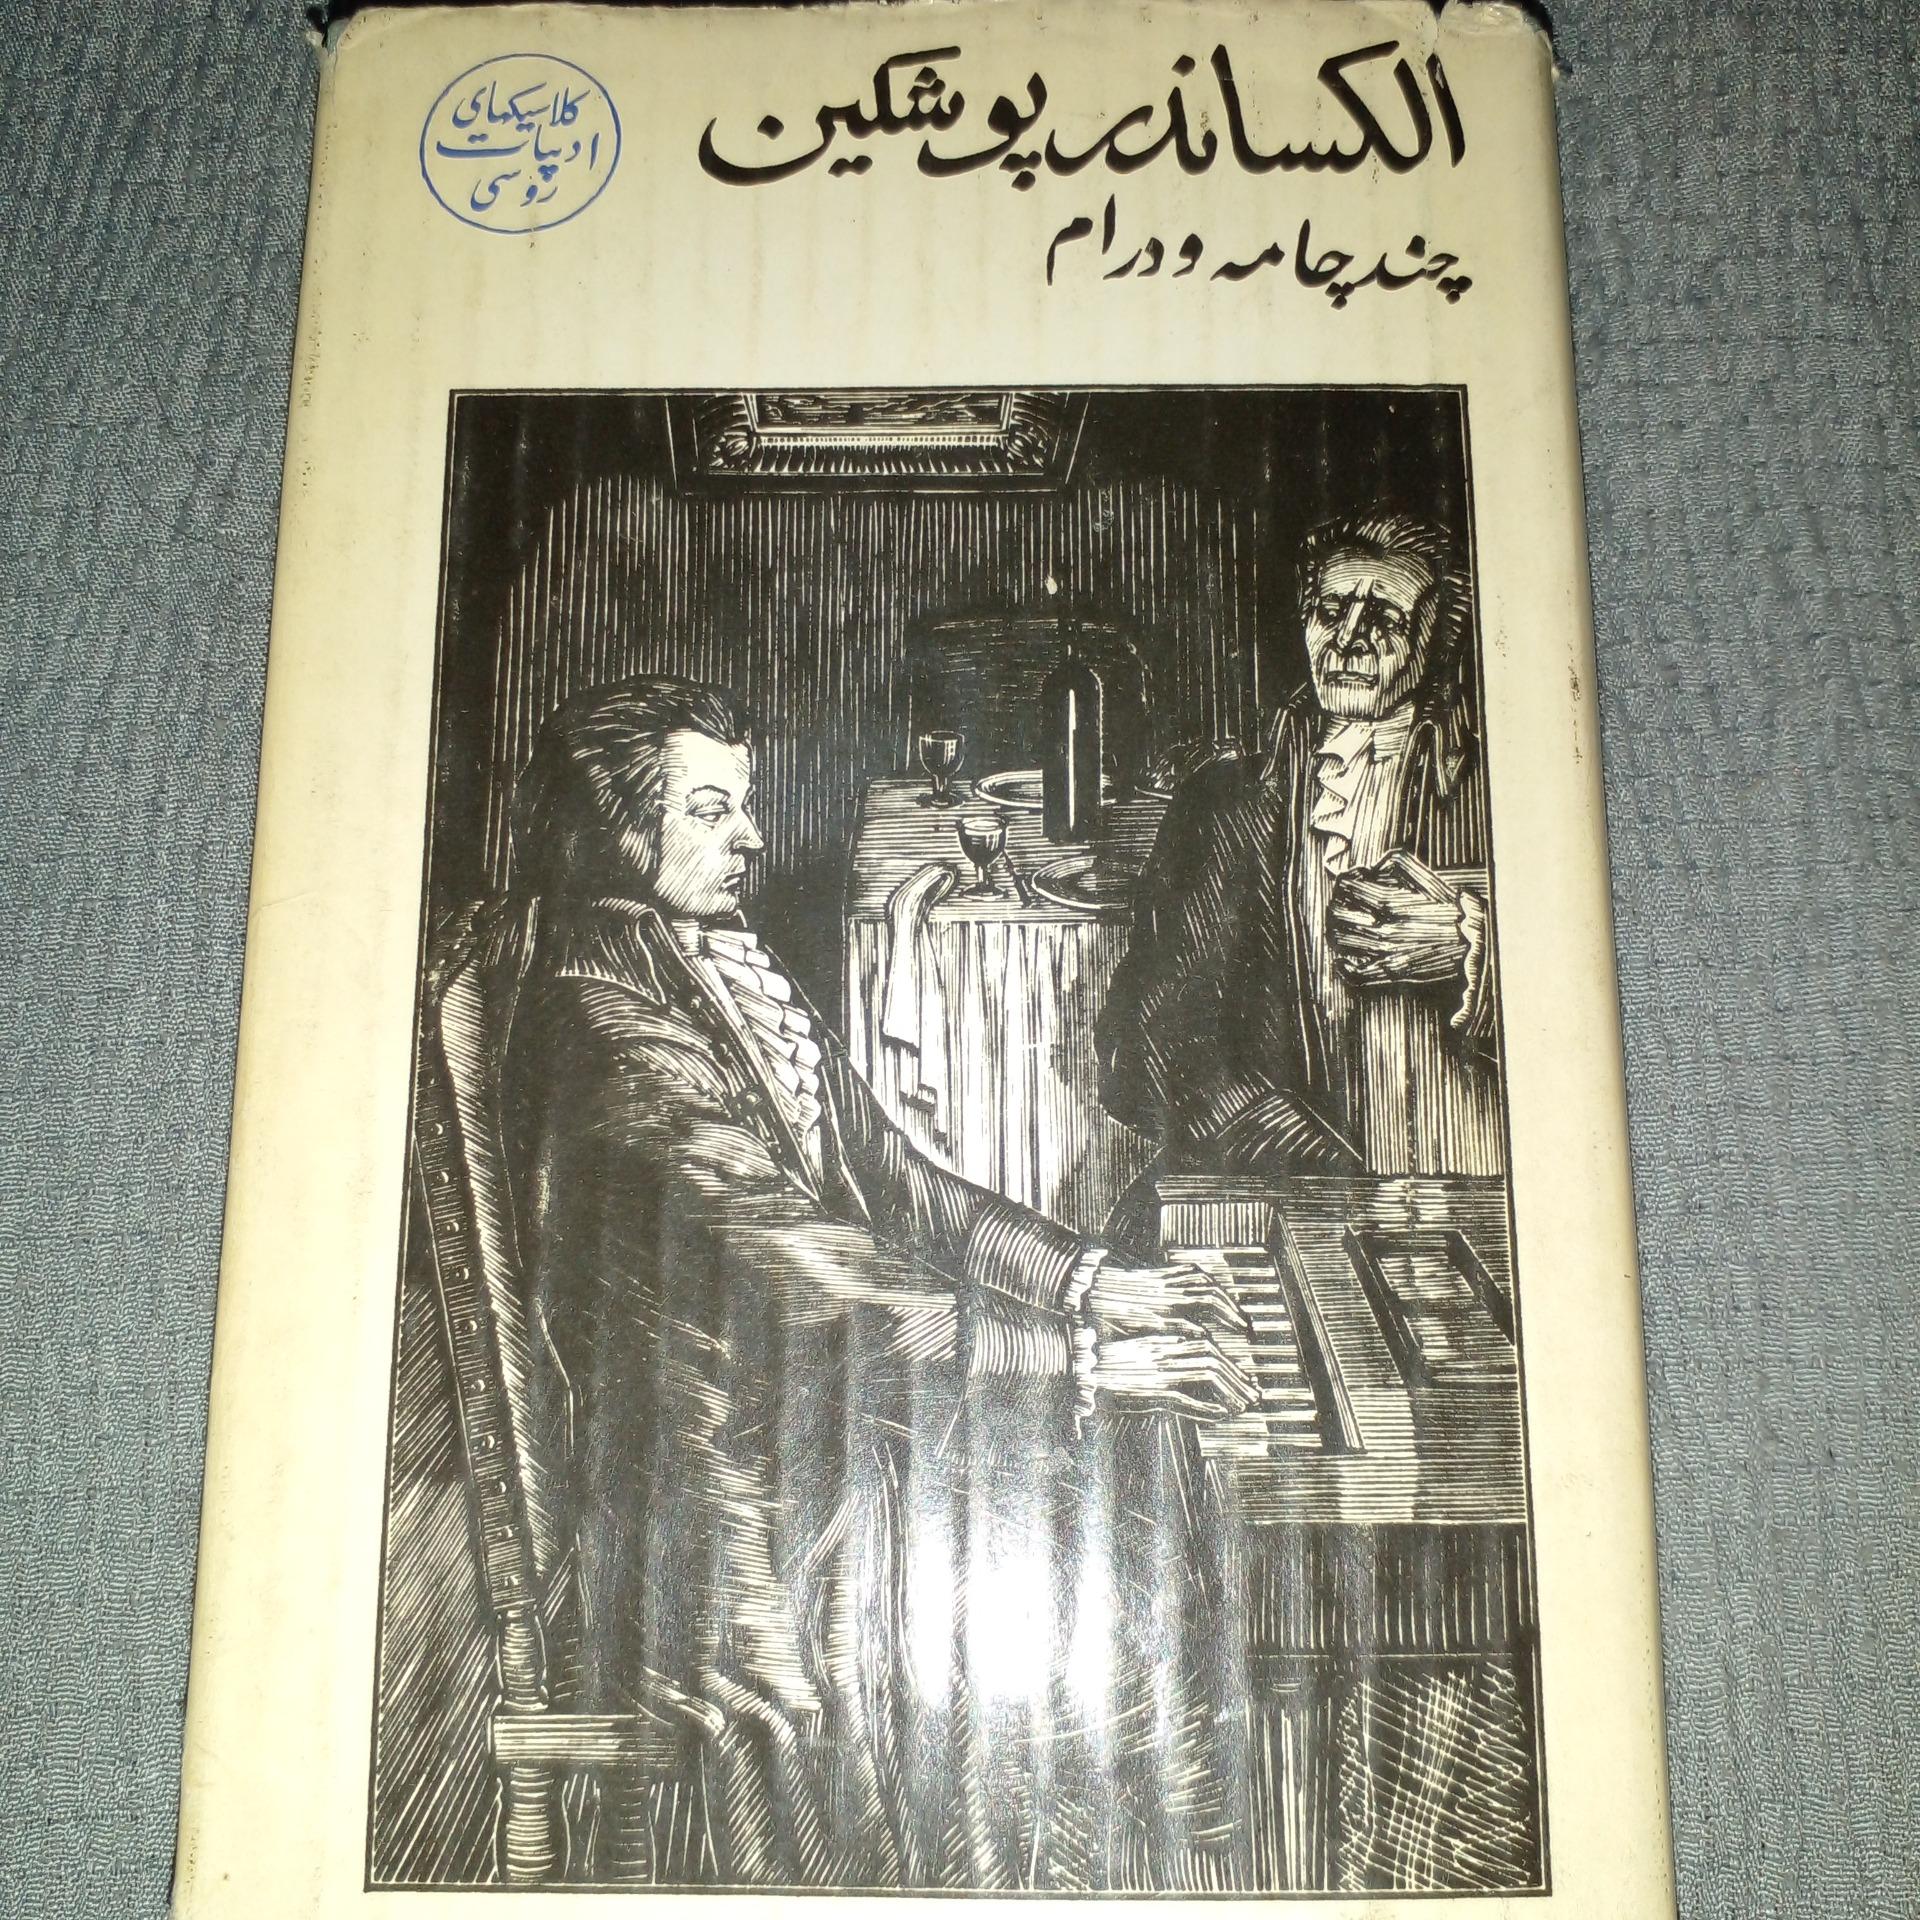 الکساندر پوشکین
چند چامه و درام
کلاسیکهای
ادبیات
روسی